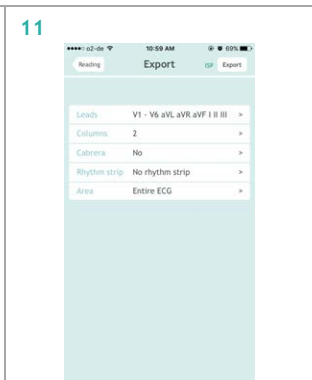 11
o2-de 10:59 AM 69%
Reading Export ISP Export
Leads V1 - V6 aVL aVR aVF I II III >
Columns 2 >
Cabrera No >
Rhythm strip No rhythm strip >
Area Entire ECG >